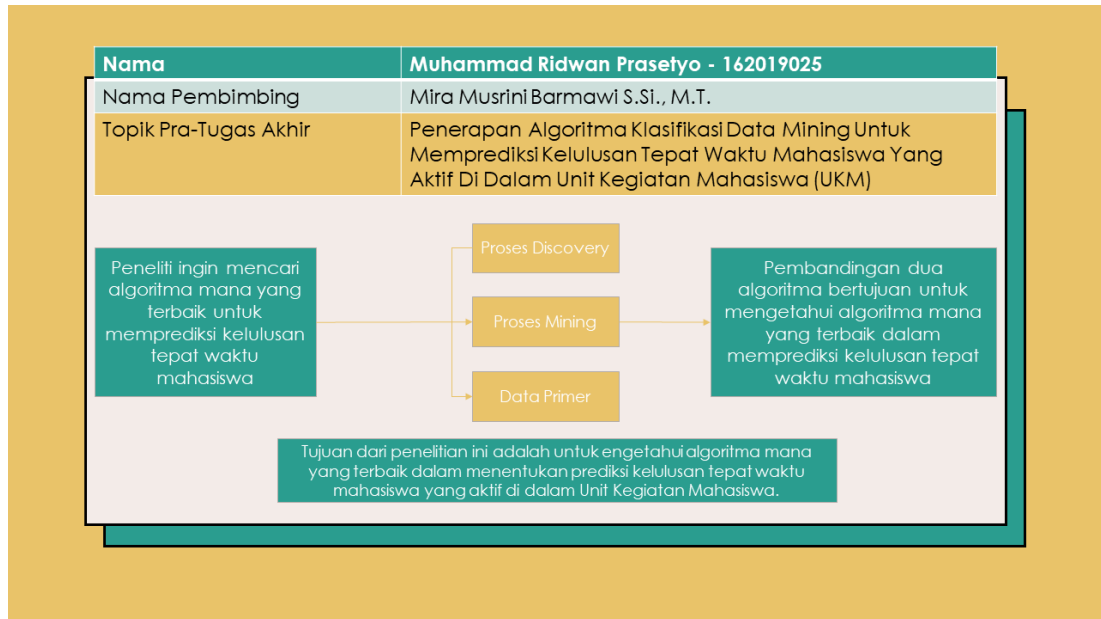 Nama
Muhammad Ridwan Prasetyo - 162019025
Nama Pembimbing
Mira Musrini Barmawi S.Si., M.T.
Topik Pra-Tugas Akhir
Penerapan Algoritma Klasifikasi Data Mining Untuk
Memprediksi Kelulusan Tepat Waktu Mahasiswa Yang
Aktif Di Dalam Unit Kegiatan Mahasiswa (UKM)
Peneliti ingin mencari
algoritma mana yang
terbaik untuk
memprediksi kelulusan
tepat waktu
mahasiswa
Proses Discovery
Proses Mining
Data Primer
Pembandingan dua
algoritma bertujuan untuk
mengetahui algoritma mana
yang terbaik dalam
memprediksi kelulusan tepat
waktu mahasiswa
Tujuan dari penelitian ini adalah untuk engetahui algoritma mana
yang terbaik dalam menentukan prediksi kelulusan tepat waktu
mahasiswa yang aktif di dalam Unit Kegiatan Mahasiswa.